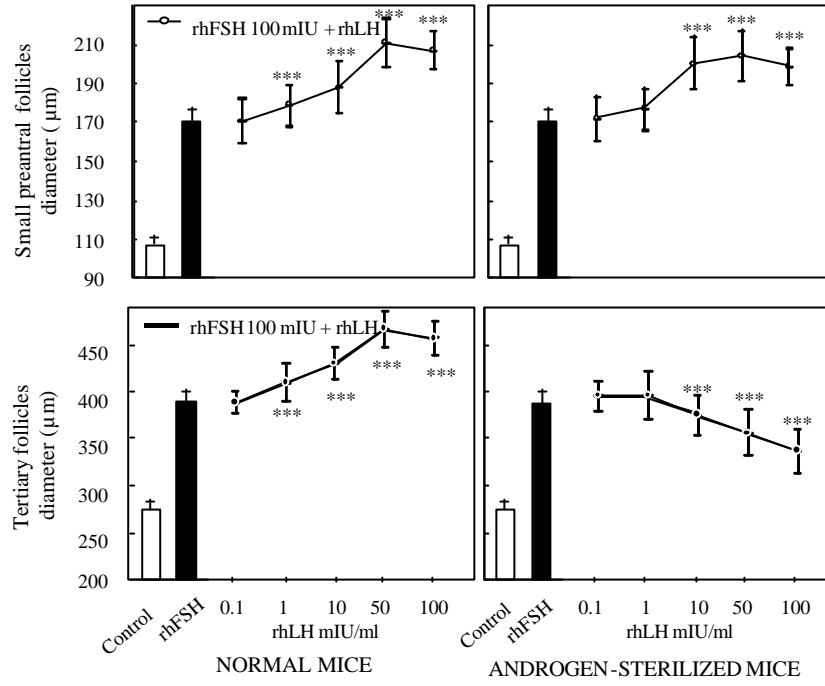 rhFSH 100 mIU + rhLH
Small preantral follicles
diameter ( µm)
210
190
170
150
130
110
90
***
***
***
***
***
***
***
rhFSH 100 mIU + rhLH
Tertiary follicles
diameter (µm)
450
400
350
300
250
200
***
***
***
***
***
***
***
Control
rhFSH
0.1
1
10
50
100
rhLH mIU/ml
NORMAL MICE
Control
rhFSH
0.1
1
10
50
100
rhLH mIU/ml
ANDROGEN-STERILIZED MICE